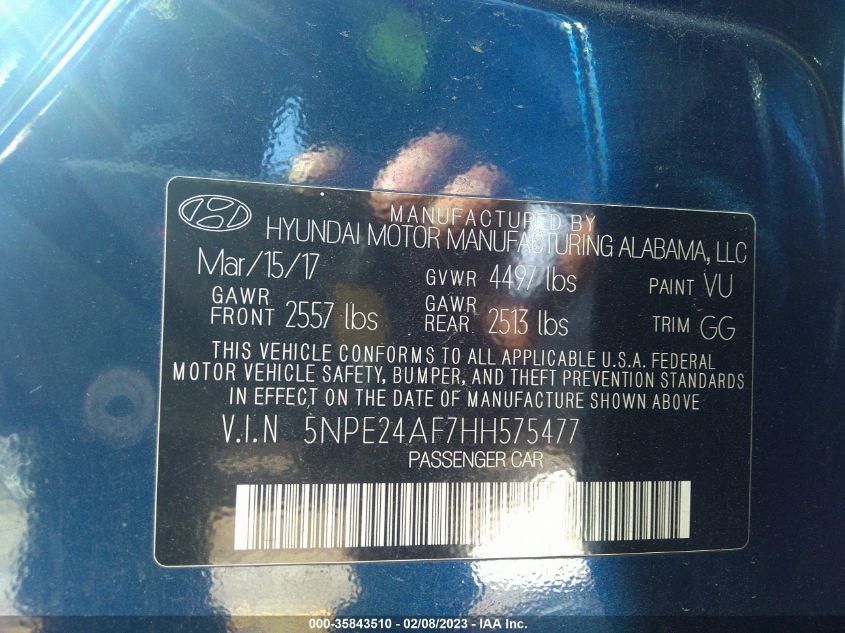 MANUFACTURED BY
HYUNDAI MOTOR MANUFACTURING ALABAMA, LLC
Mar/15/17 GVWR 4497 lbs PAINT VU
GAWR FRONT 2557 lbs GAWR REAR 2513 lbs TRIM GG
THIS VEHICLE CONFORMS TO ALL APPLICABLE U.S.A. FEDERAL
MOTOR VEHICLE SAFETY, BUMPER, AND THEFT PREVENTION STANDARDS
IN EFFECT ON THE DATE OF MANUFACTURE SHOWN ABOVE.
V.I.N 5NPE24AF7HH575477
PASSENGER CAR
000-35843510 - 02/08/2023 - IAA Inc.